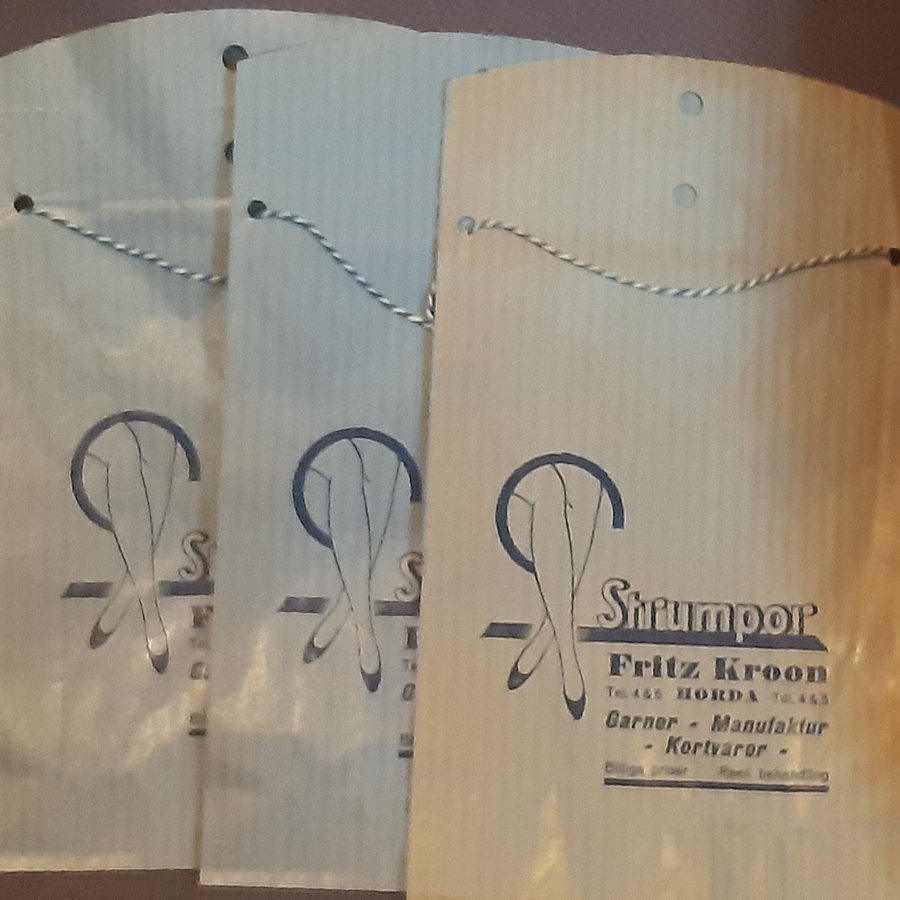 Strumpor
Fritz Kroon
Tel. 4 & 5 HORDA Tel. 4 & 5
Garner - Manufaktur
- Kortvaror -
Billiga priser Reell behandling